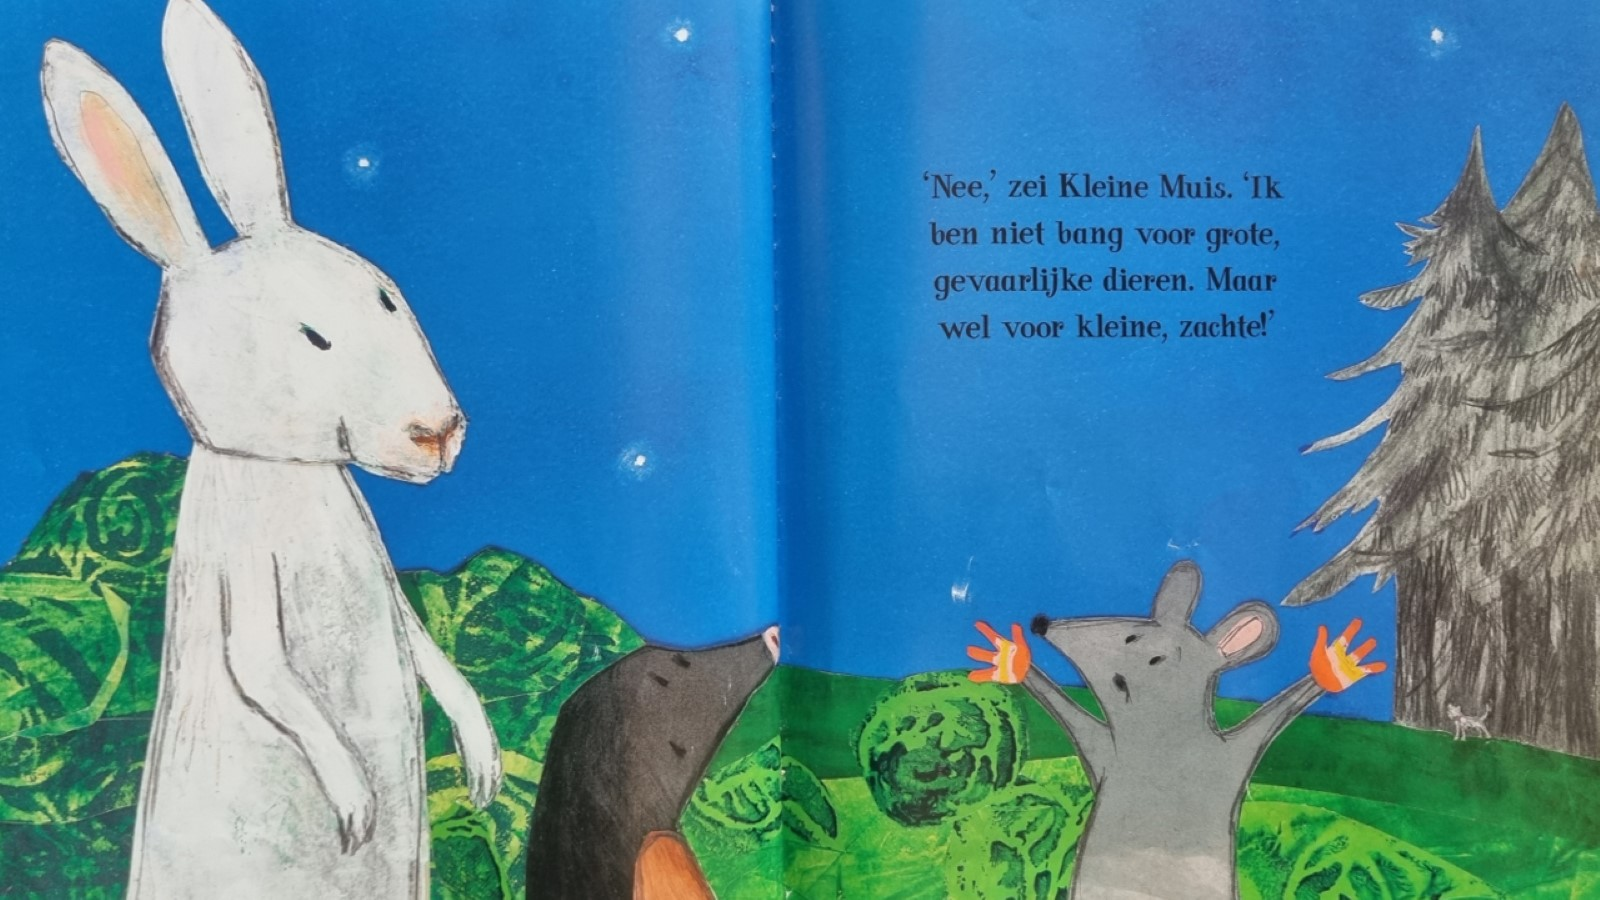 ‘Nee,’ zei Kleine Muis. ‘Ik
ben niet bang voor grote,
gevaarlijke dieren. Maar
wel voor kleine, zachte!’